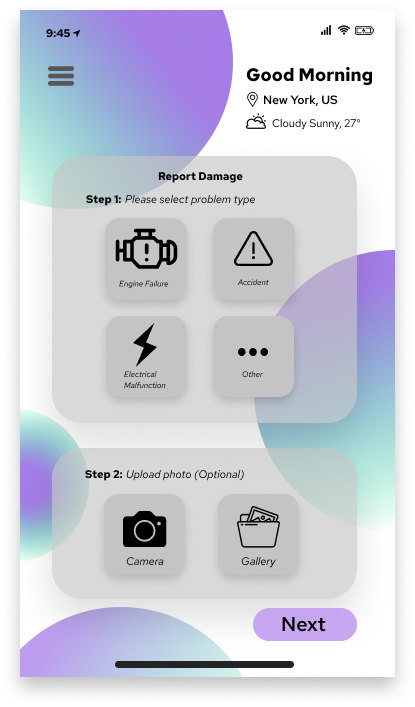 9:45
Good Morning
New York, US
Cloudy Sunny, 27°
Report Damage
Step 1: Please select problem type
Engine Failure
Accident
Electrical
Malfunction
Other
Step 2: Upload photo (Optional)
Camera
Gallery
Next